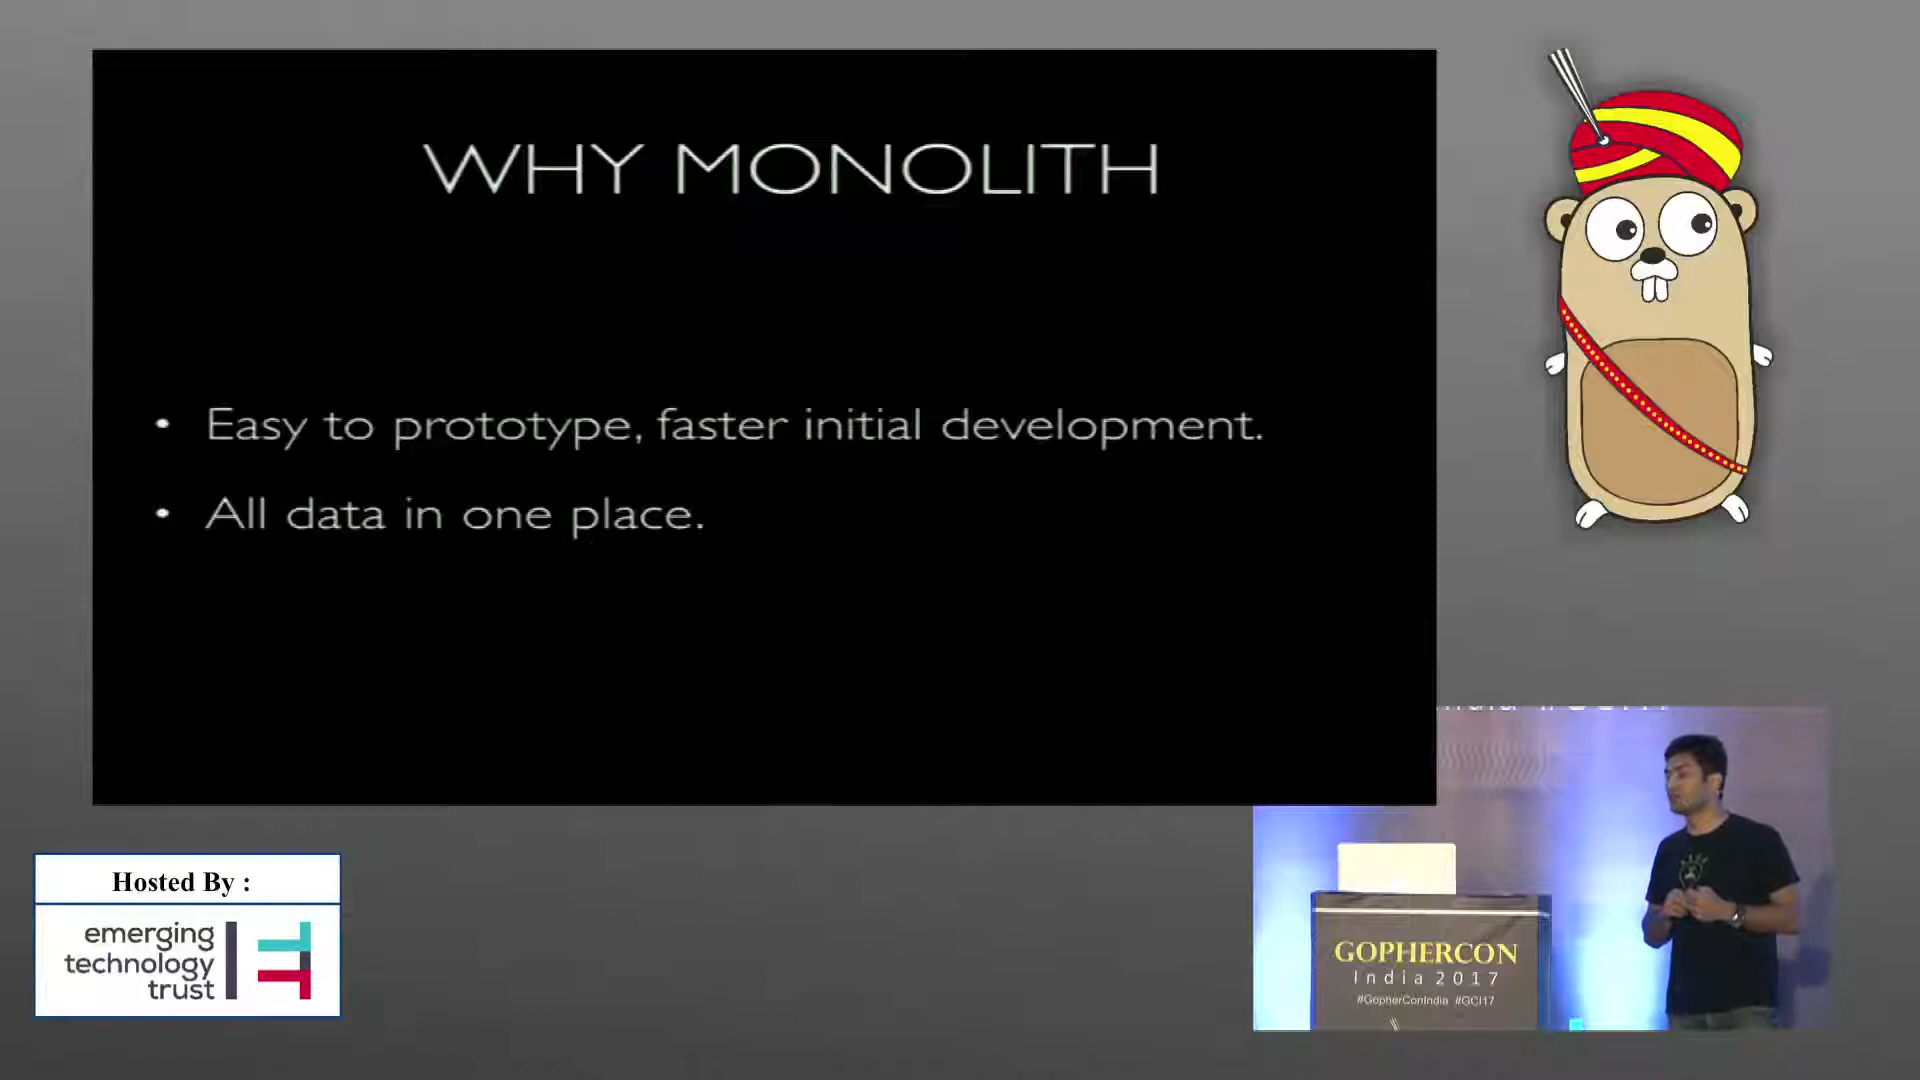 WHY MONOLITH
• Easy to prototype, faster initial development.
• All data in one place.
Hosted By :
emerging
technology
trust
GOPHERCON
India 2017
#GopherConIndia #GCI17